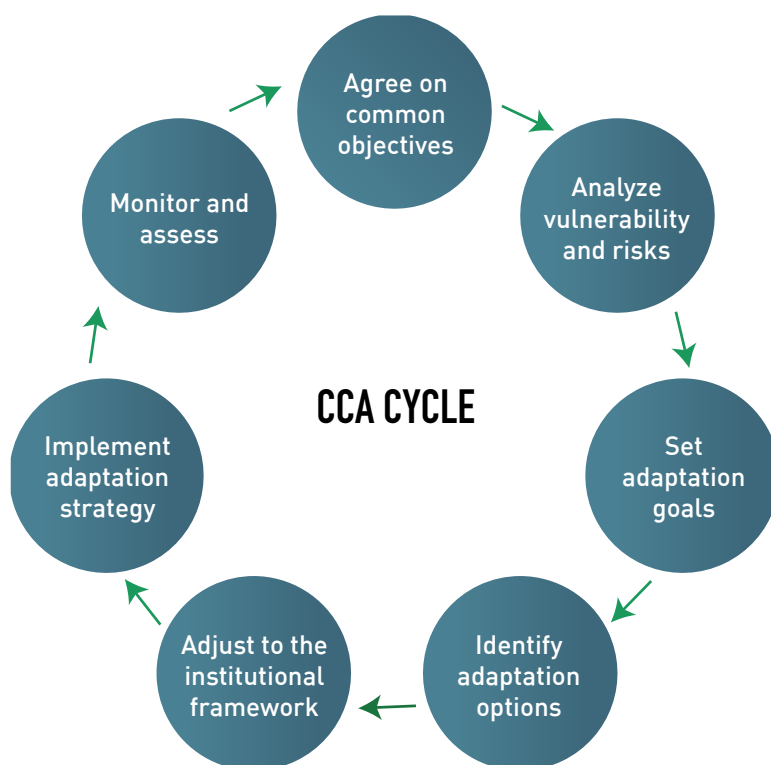 Agree on
common
objectives
Analyze
vulnerability
and risks
Set
adaptation
goals
Identify
adaptation
options
Adjust to the
institutional
framework
Implement
adaptation
strategy
Monitor and
assess
CCA CYCLE